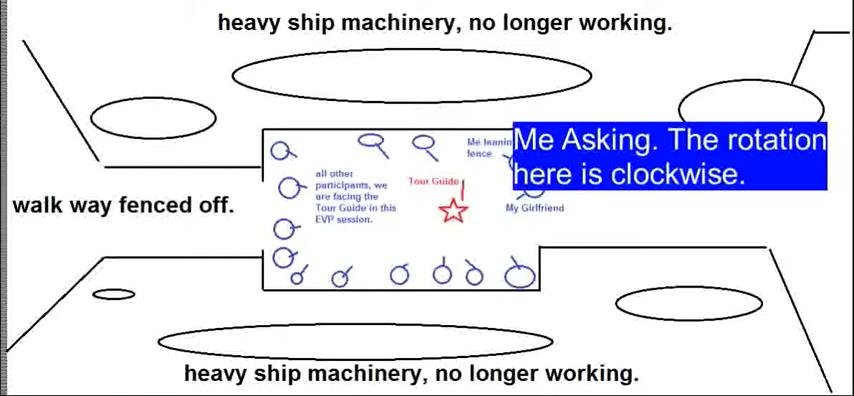 heavy ship machinery, no longer working.
Me leanin
fence
Me Asking. The rotation
here is clockwise.
all other
participants, we
are facing the
Tour Guide in this
EVP session.
Tour Guide
My Girlfriend
walk way fenced off.
heavy ship machinery, no longer working.